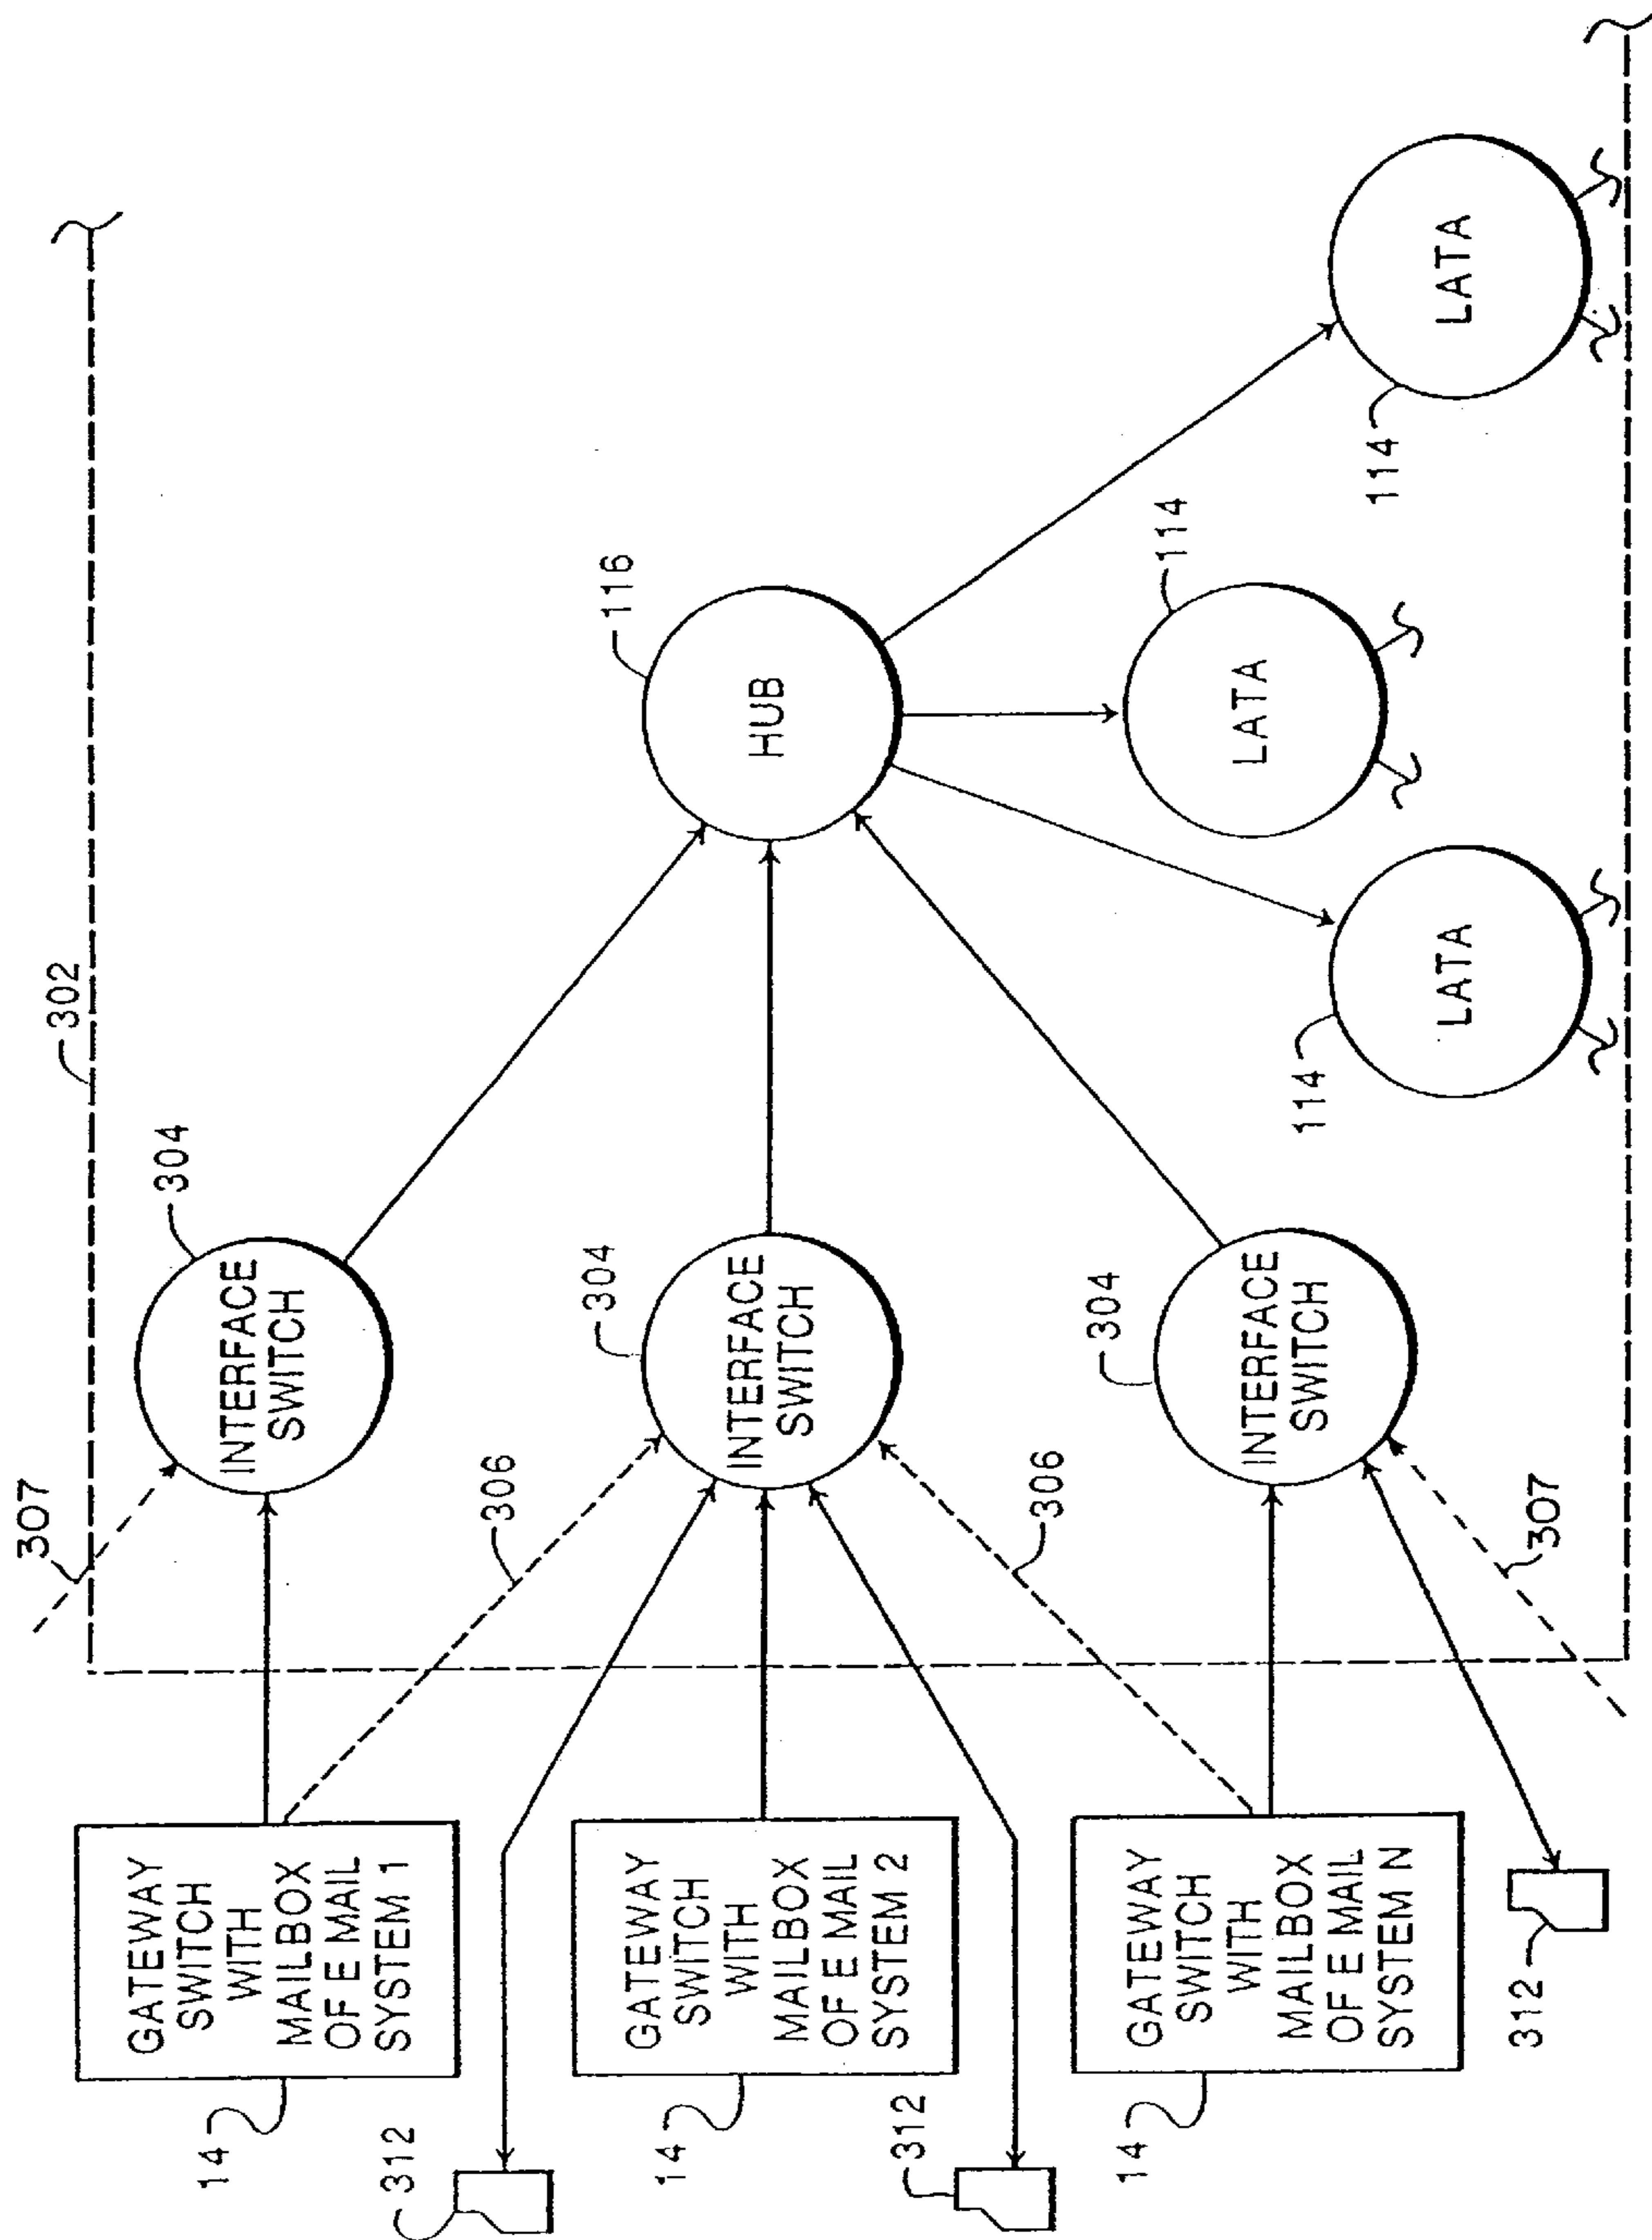 302
307
304
INTERFACE
SWITCH
GATEWAY
SWITCH
WITH
MAILBOX
OF E MAIL
SYSTEM 1
14
312
306
304
INTERFACE
SWITCH
116
HUB
GATEWAY
SWITCH
WITH
MAILBOX
OF E MAIL
SYSTEM 2
14
312
306
304
INTERFACE
SWITCH
114
LATA
GATEWAY
SWITCH
WITH
MAILBOX
OF E MAIL
SYSTEM N
14
312
307
114
LATA
114
LATA